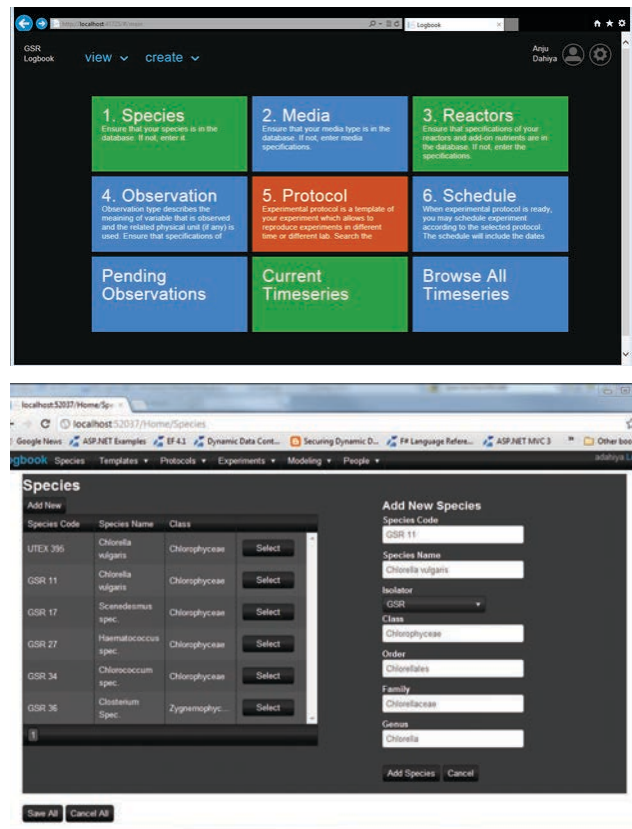 localhost
Logbook
GSR
Logbook
view
create
Anju
Dahiya
1. Species
Ensure that your species is in the
database. If not, enter it
2. Media
Ensure that your media type is in the
database. If not, enter media
specifications.
3. Reactors
Ensure that specifications of your
reactors and add-on nutrients are in
the database. If not, enter the
specifications.
4. Observation
Observation type describes the
meaning of variable that is observed
and the related physical unit (if any) is
used. Ensure that specifications of
5. Protocol
Experimental protocol is a template of
your experiment which allows to
reproduce experiments in different
time or different lab. Search the
6. Schedule
When experimental protocol is ready,
you may schedule experiment
according to the selected protocol.
The schedule will include the dates
Pending
Observations
Current
Timeseries
Browse All
Timeseries
localhost:52037/Home/Spe
localhost:52037/Home/Species
Google News ASP.NET Examples EF4.1 Dynamic Data Cont... Securing Dynamic D... F# Language Refere... ASP.NET MVC 3 Other boo
gbook Species Templates Protocols Experiments Modeling People
adahiya
Species
Add New
Species Code Species Name Class
UTEX 395 Chlorella vulgaris Chlorophyceae Select
GSR 11 Chlorella vulgaris Chlorophyceae Select
GSR 17 Scenedesmus spec. Chlorophyceae Select
GSR 27 Haematococcus spec. Chlorophyceae Select
GSR 34 Chlorococcum spec. Chlorophyceae Select
GSR 36 Closterium Spec. Zygnemophyc... Select
1
Add New Species
Species Code
GSR 11
Species Name
Chlorella vulgaris
Isolator
GSR
Class
Chlorophyceae
Order
Chlorellales
Family
Chlorellaceae
Genus
Chlorella
Add Species Cancel
Save All Cancel All